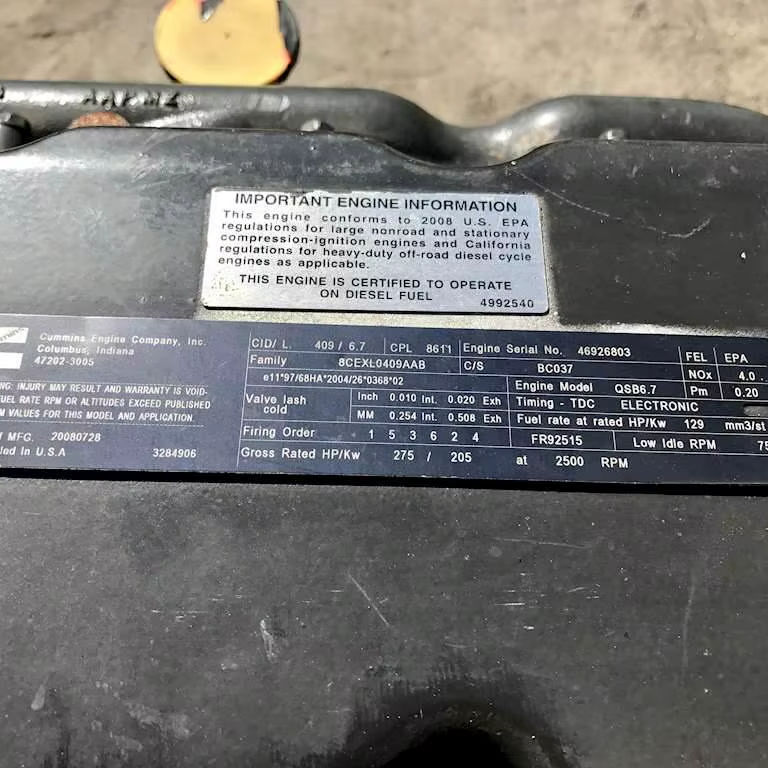 AARMZ
IMPORTANT ENGINE INFORMATION
This engine conforms to 2008 U.S. EPA
regulations for large nonroad and stationary
compression-ignition engines and California
regulations for heavy-duty off-road diesel cycle
engines as applicable.
THIS ENGINE IS CERTIFIED TO OPERATE
ON DIESEL FUEL 4992540
Cummins Engine Company, Inc.
Columbus, Indiana
47202-3005
G: INJURY MAY RESULT AND WARRANTY IS VOID-
FUEL RATE RPM OR ALTITUDES EXCEED PUBLISHED
M VALUES FOR THIS MODEL AND APPLICATION.
MFG. 20080728
in U.S.A 3284906
CID/ L. 409 / 6.7 CPL 8611 Engine Serial No. 46926803 FEL EPA
Family 8CEXL0409AAB C/S BC037 NOx 4.0
e11*97/68HA*2004/26*0368*02 Engine Model QSB6.7 Pm 0.20
Valve lash cold Inch 0.010 Int. 0.020 Exh Timing - TDC ELECTRONIC
MM 0.254 Int. 0.508 Exh Fuel rate at rated HP/Kw 129 mm3/st
Firing Order 1 5 3 6 2 4 FR92515 Low Idle RPM 75
Gross Rated HP/Kw 275 / 205 at 2500 RPM